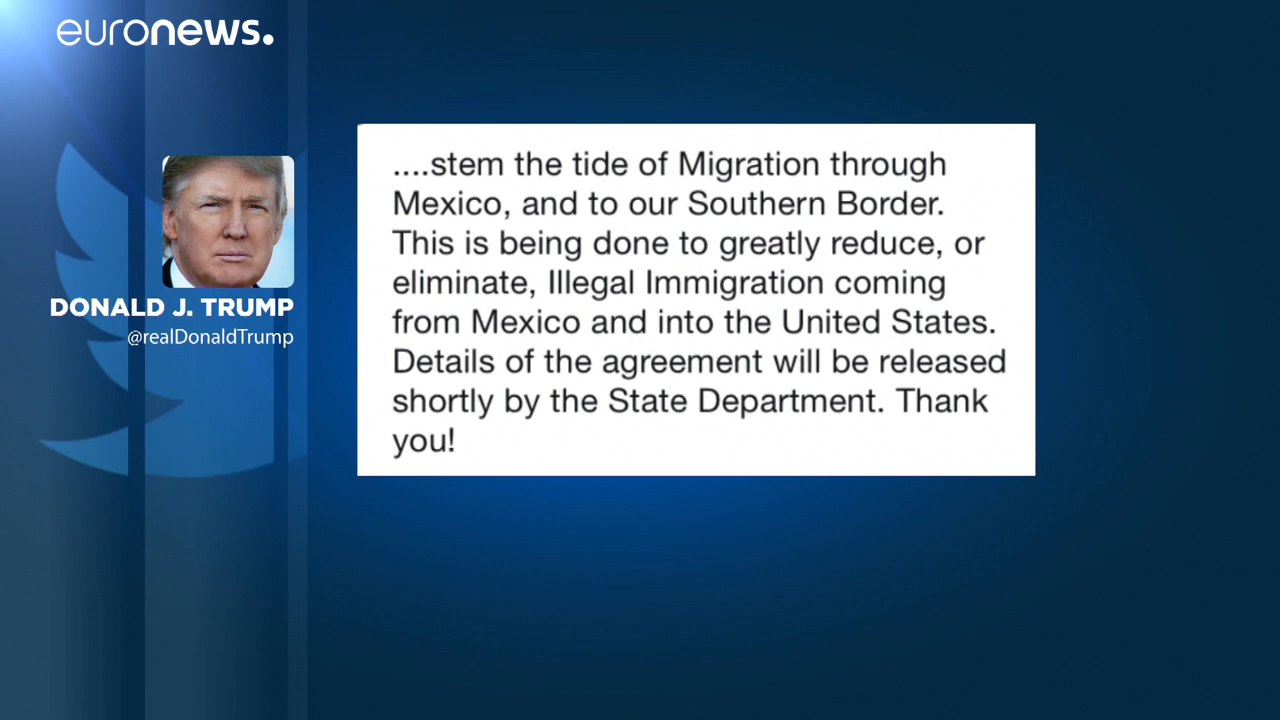 euronews.
DONALD J. TRUMP
@realDonaldTrump
....stem the tide of Migration through
Mexico, and to our Southern Border.
This is being done to greatly reduce, or
eliminate, Illegal Immigration coming
from Mexico and into the United States.
Details of the agreement will be released
shortly by the State Department. Thank
you!